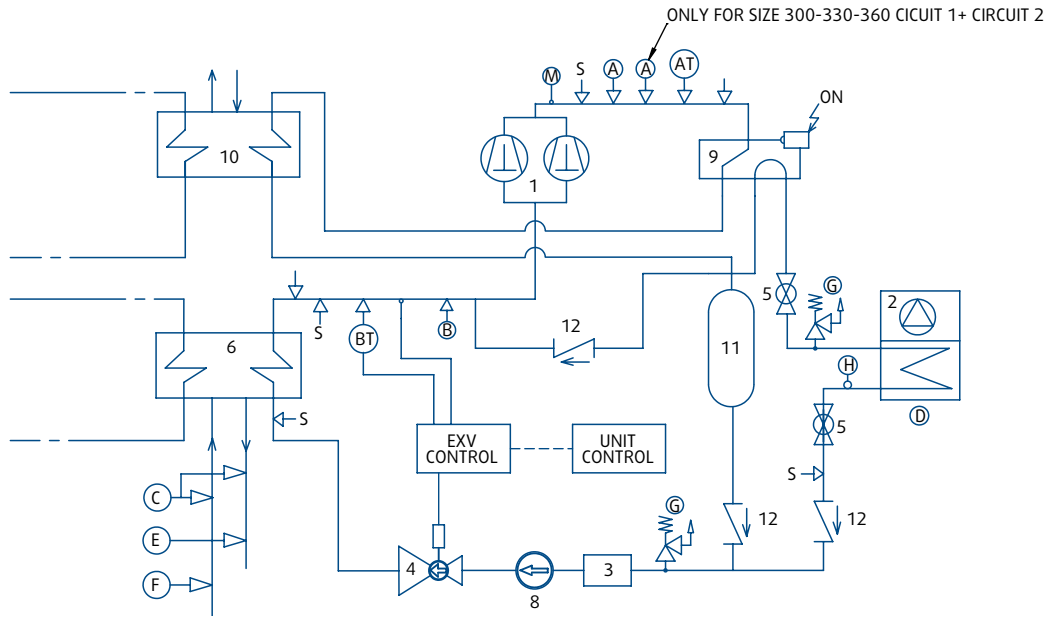 ONLY FOR SIZE 300-330-360 CICUIT 1+ CIRCUIT 2
M
S
A
A
AT
ON
10
1
9
5
G
2
S
BT
B
12
6
11
H
D
S
EXV
CONTROL
UNIT
CONTROL
5
S
C
G
12
12
E
F
4
8
3